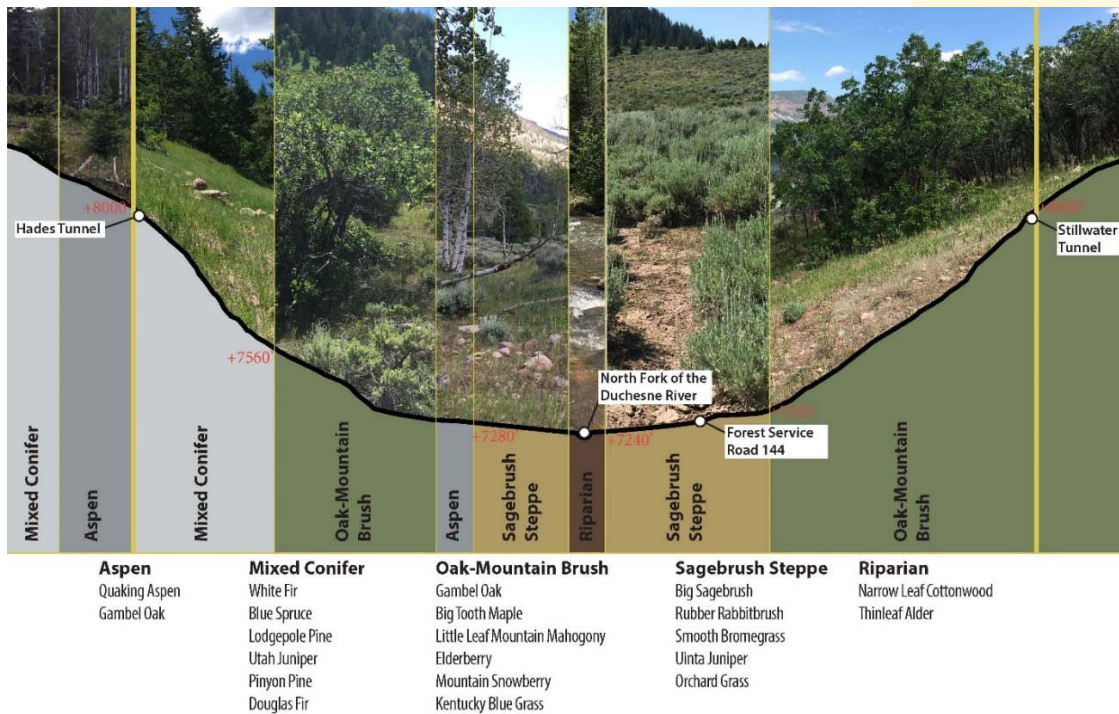 +8000'
Hades Tunnel
Stillwater
Tunnel
+7560'
North Fork of the
Duchesne River
+7280
+7240'
Forest Service
Road 144
Mixed Conifer
Aspen
Mixed Conifer
Oak-Mountain
Brush
Aspen
Sagebrush
Steppe
Riparian
Sagebrush
Steppe
Oak-Mountain
Brush
Aspen
Quaking Aspen
Gambel Oak
Mixed Conifer
White Fir
Blue Spruce
Lodgepole Pine
Utah Juniper
Pinyon Pine
Douglas Fir
Oak-Mountain Brush
Gambel Oak
Big Tooth Maple
Little Leaf Mountain Mahogony
Elderberry
Mountain Snowberry
Kentucky Blue Grass
Sagebrush Steppe
Big Sagebrush
Rubber Rabbitbrush
Smooth Bromegrass
Uinta Juniper
Orchard Grass
Riparian
Narrow Leaf Cottonwood
Thinleaf Alder